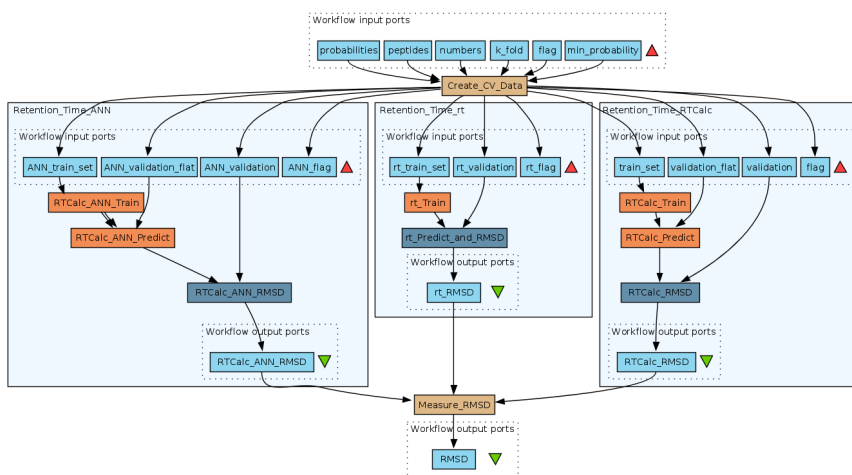 Workflow input ports
probabilities peptides numbers k_fold flag min_probability
Create_CV_Data
Retention_Time_ANN Retention_Time_rt Retention_Time_RTCalc
Workflow input ports Workflow input ports Workflow input ports
ANN_train_set ANN_validation_flat ANN_validation ANN_flag rt_train_set rt_validation rt_flag train_set validation_flat validation flag
RTCalc_ANN_Train rt_Train RTCalc_Train
RTCalc_ANN_Predict rt_Predict_and_RMSD RTCalc_Predict
Workflow output ports
RTCalc_ANN_RMSD rt_RMSD RTCalc_RMSD
Workflow output ports Workflow output ports
RTCalc_ANN_RMSD RTCalc_RMSD
Measure_RMSD
Workflow output ports
RMSD